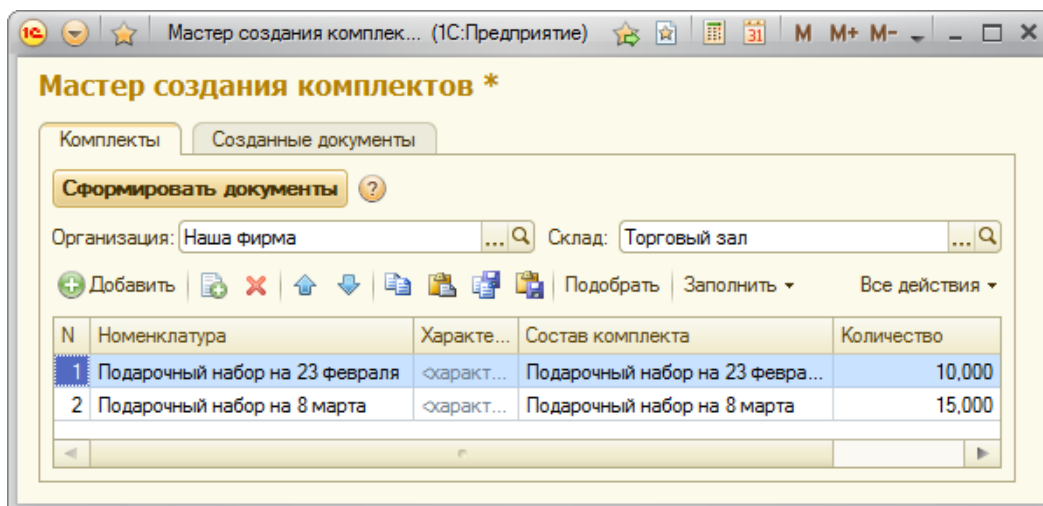 Мастер создания комплек... (1С:Предприятие) 31 M M+ M-
Мастер создания комплектов *
Комплекты Созданные документы
Сформировать документы ?
Организация: Наша фирма ... Склад: Торговый зал ...
Добавить Подобрать Заполнить Все действия
N Номенклатура Характе... Состав комплекта Количество
1 Подарочный набор на 23 февраля <характ... Подарочный набор на 23 февра... 10,000
2 Подарочный набор на 8 марта <характ... Подарочный набор на 8 марта 15,000